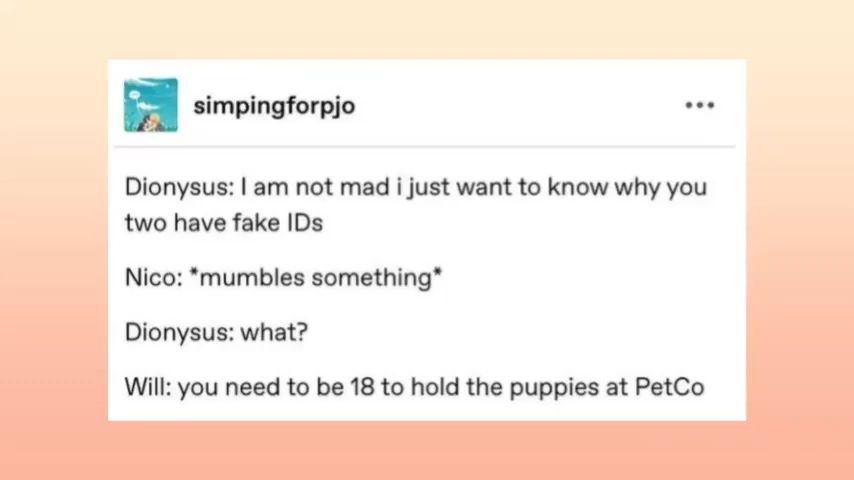 simpingforpjo
Dionysus: I am not mad i just want to know why you
two have fake IDs
Nico: *mumbles something*
Dionysus: what?
Will: you need to be 18 to hold the puppies at PetCo